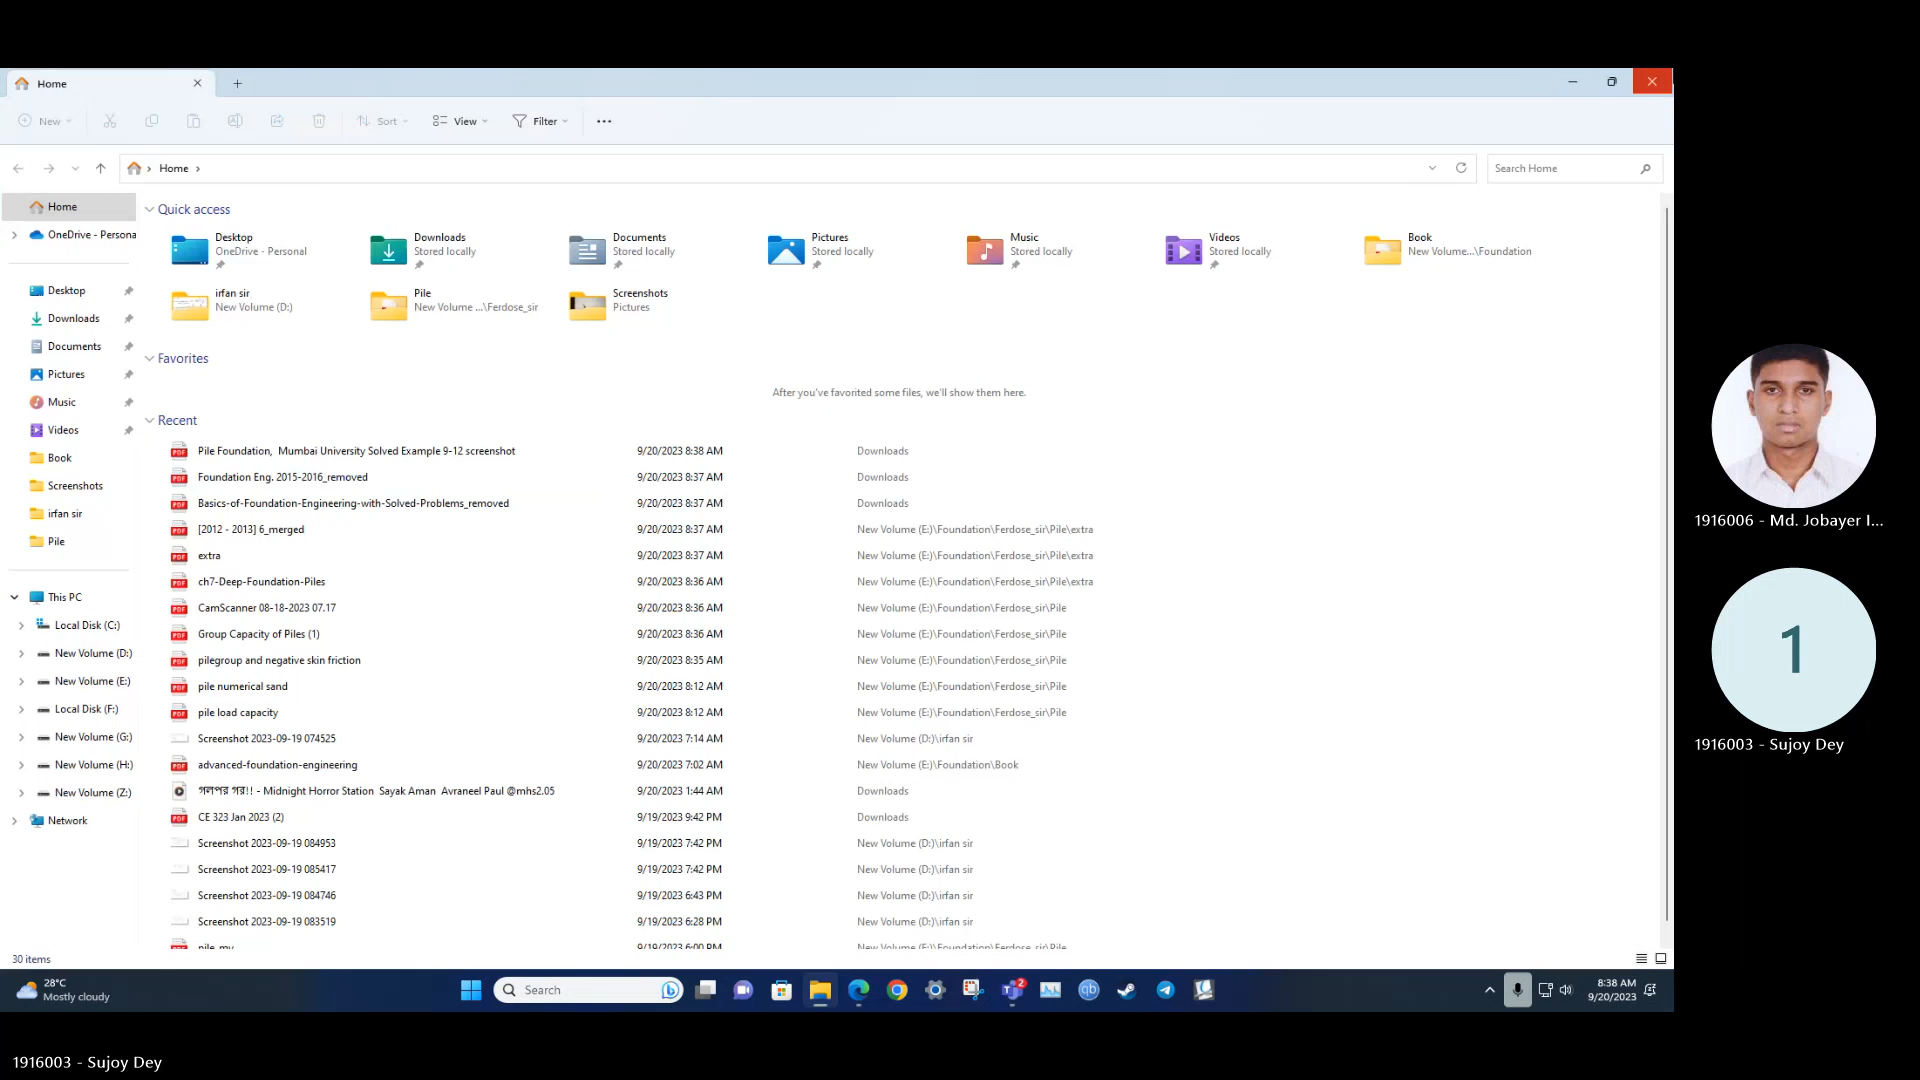 Home
New
Sort
View
Filter
Home
Search Home
Home
OneDrive - Persona
Desktop
Downloads
Documents
Pictures
Music
Videos
Book
Screenshots
irfan sir
Pile
This PC
Local Disk (C:)
New Volume (D:)
New Volume (E:)
Local Disk (F:)
New Volume (G:)
New Volume (H:)
New Volume (Z:)
Network
Quick access
Desktop
OneDrive - Personal
Downloads
Stored locally
Documents
Stored locally
Pictures
Stored locally
Music
Stored locally
Videos
Stored locally
Book
New Volume...\Foundation
irfan sir
New Volume (D:)
Pile
New Volume ...\Ferdose_sir
Screenshots
Pictures
Favorites
After you've favorited some files, we'll show them here.
Recent
Pile Foundation, Mumbai University Solved Example 9-12 screenshot 9/20/2023 8:38 AM Downloads
Foundation Eng. 2015-2016_removed 9/20/2023 8:37 AM Downloads
Basics-of-Foundation-Engineering-with-Solved-Problems_removed 9/20/2023 8:37 AM Downloads
[2012 - 2013] 6_merged 9/20/2023 8:37 AM New Volume (E:)\Foundation\Ferdose_sir\Pile\extra
extra 9/20/2023 8:37 AM New Volume (E:)\Foundation\Ferdose_sir\Pile\extra
ch7-Deep-Foundation-Piles 9/20/2023 8:36 AM New Volume (E:)\Foundation\Ferdose_sir\Pile\extra
CamScanner 08-18-2023 07.17 9/20/2023 8:36 AM New Volume (E:)\Foundation\Ferdose_sir\Pile
Group Capacity of Piles (1) 9/20/2023 8:36 AM New Volume (E:)\Foundation\Ferdose_sir\Pile
pilegroup and negative skin friction 9/20/2023 8:35 AM New Volume (E:)\Foundation\Ferdose_sir\Pile
pile numerical sand 9/20/2023 8:12 AM New Volume (E:)\Foundation\Ferdose_sir\Pile
pile load capacity 9/20/2023 8:12 AM New Volume (E:)\Foundation\Ferdose_sir\Pile
Screenshot 2023-09-19 074525 9/20/2023 7:14 AM New Volume (D:)\irfan sir
advanced-foundation-engineering 9/20/2023 7:02 AM New Volume (E:)\Foundation\Book
!! - Midnight Horror Station Sayak Aman Avraneel Paul @mhs2.05 9/20/2023 1:44 AM Downloads
CE 323 Jan 2023 (2) 9/19/2023 9:42 PM Downloads
Screenshot 2023-09-19 084953 9/19/2023 7:42 PM New Volume (D:)\irfan sir
Screenshot 2023-09-19 085417 9/19/2023 7:42 PM New Volume (D:)\irfan sir
Screenshot 2023-09-19 084746 9/19/2023 6:43 PM New Volume (D:)\irfan sir
Screenshot 2023-09-19 083519 9/19/2023 6:28 PM New Volume (D:)\irfan sir
pile_my 9/19/2023 6:00 PM New Volume (E:)\Foundation\Ferdose_sir\Pile
30 items
28°C
Mostly cloudy
Search
2
8:38 AM
9/20/2023
1916006 - Md. Jobayer I...
1
1916003 - Sujoy Dey
1916003 - Sujoy Dey